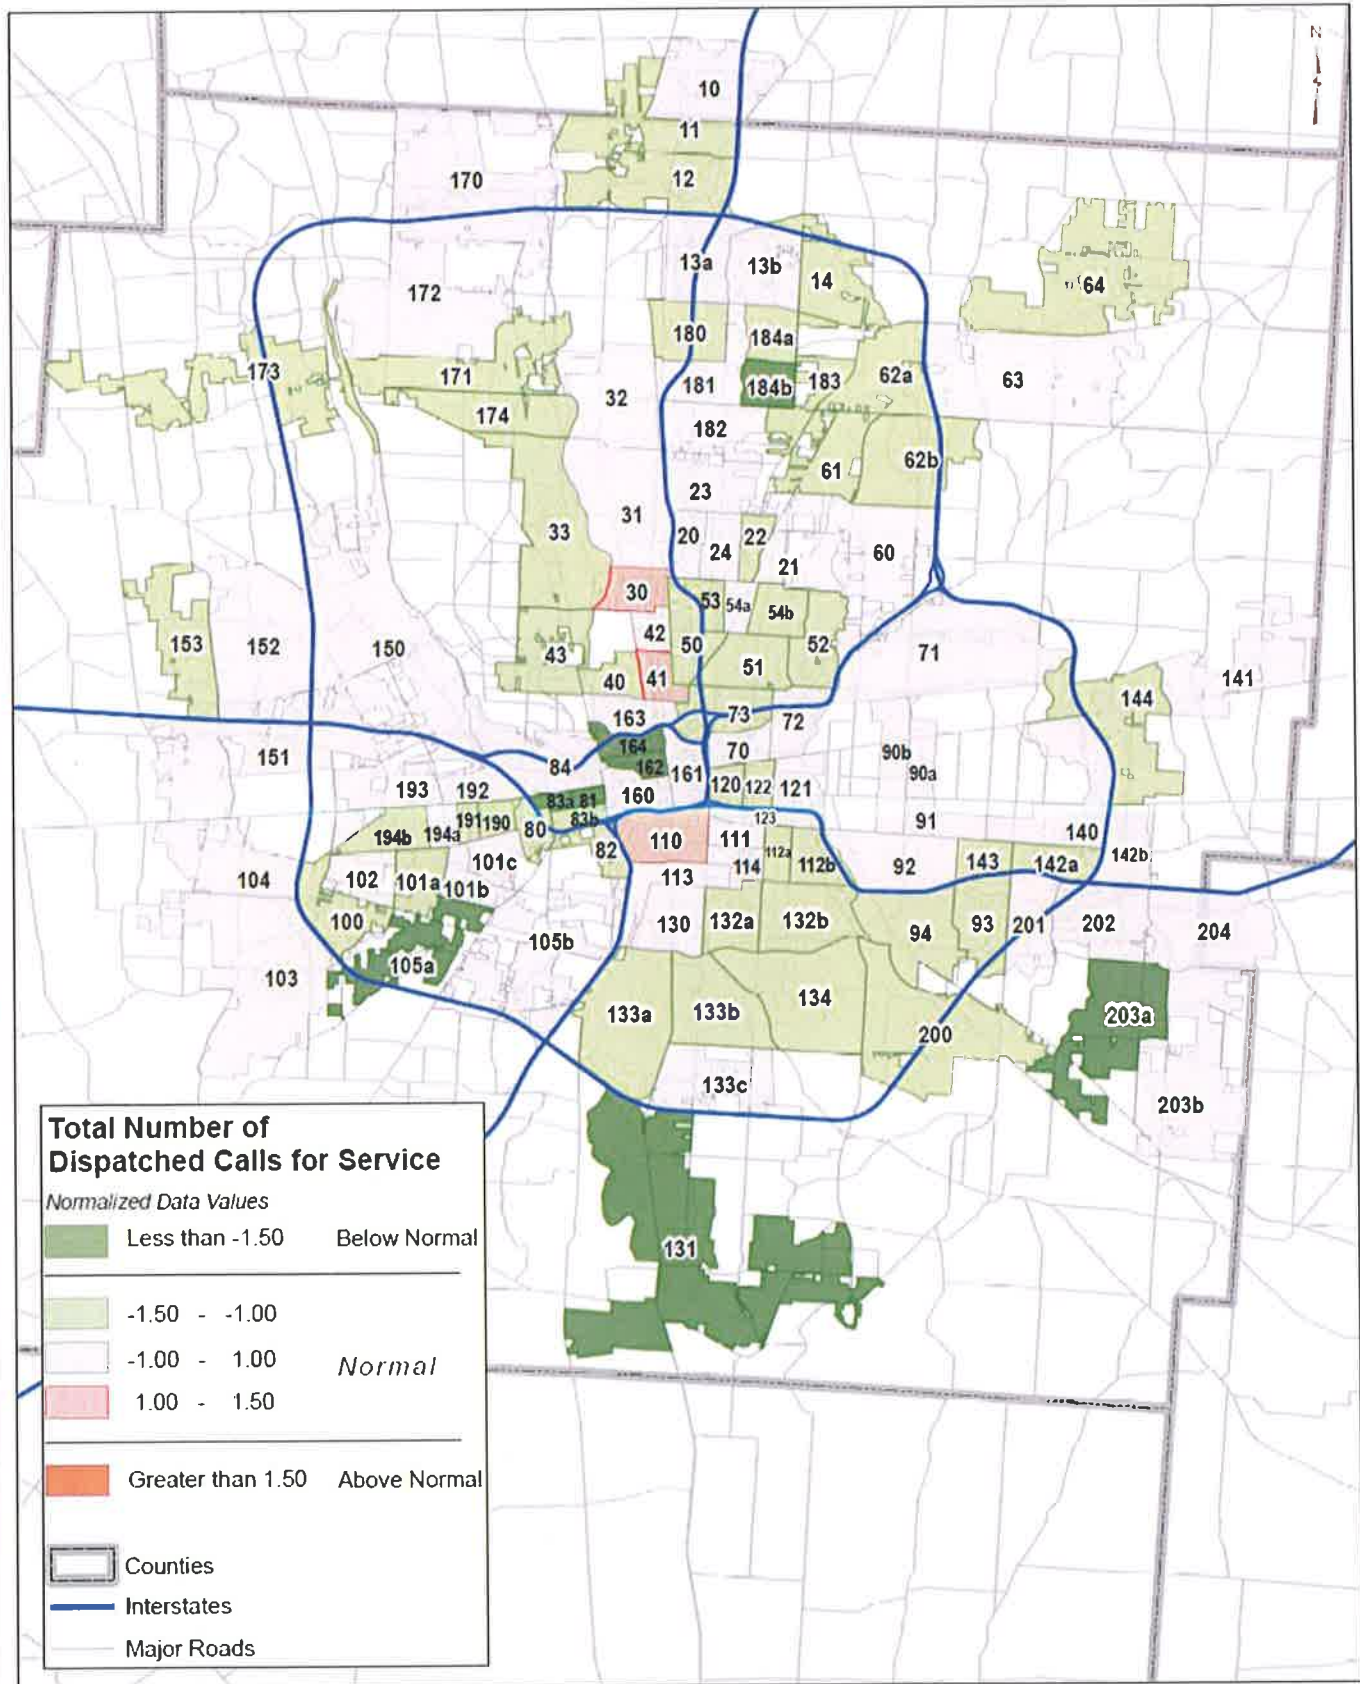 N
10
11
12
170
13a
13b
14
172
64
180
184a
173
171
181
184b
183
62a
63
32
174
182
61
62b
23
31
33
20
24
22
21
60
30
53
54a
54b
153
152
150
42
50
52
71
43
40
41
51
141
144
163
73
72
164
70
90b
151
84
162
161
90a
193
192
160
120
122
121
83a
81
191
190
83b
123
91
194b
194a
80
82
110
111
140
101c
112a
112b
92
143
142a
142b
104
102
101a
101b
113
114
100
130
132a
132b
94
93
201
202
204
105b
105a
103
133a
133b
134
203a
200
133c
203b
131
Total Number of
Dispatched Calls for Service
Normalized Data Values
Less than -1.50 Below Normal
-1.50 - -1.00
-1.00 - 1.00 Normal
1.00 - 1.50
Greater than 1.50 Above Normal
Counties
Interstates
Major Roads